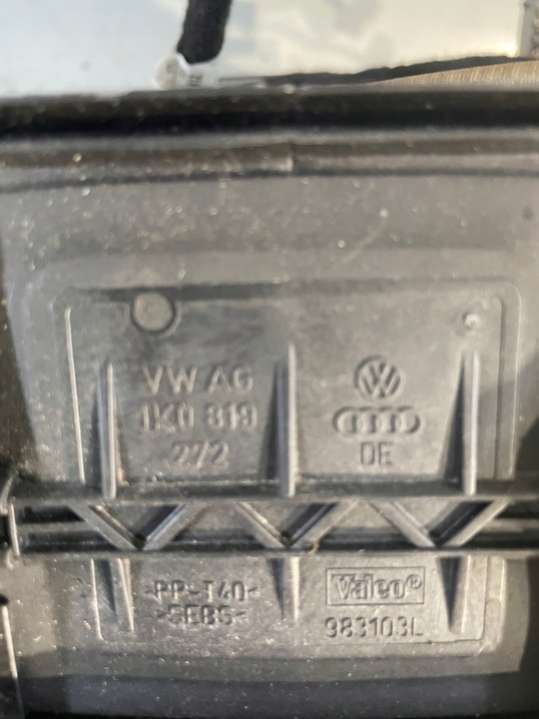 VW AG
1K0 819
272
DE
>PP-T40<
>SEBS<
Valeo®
983103L